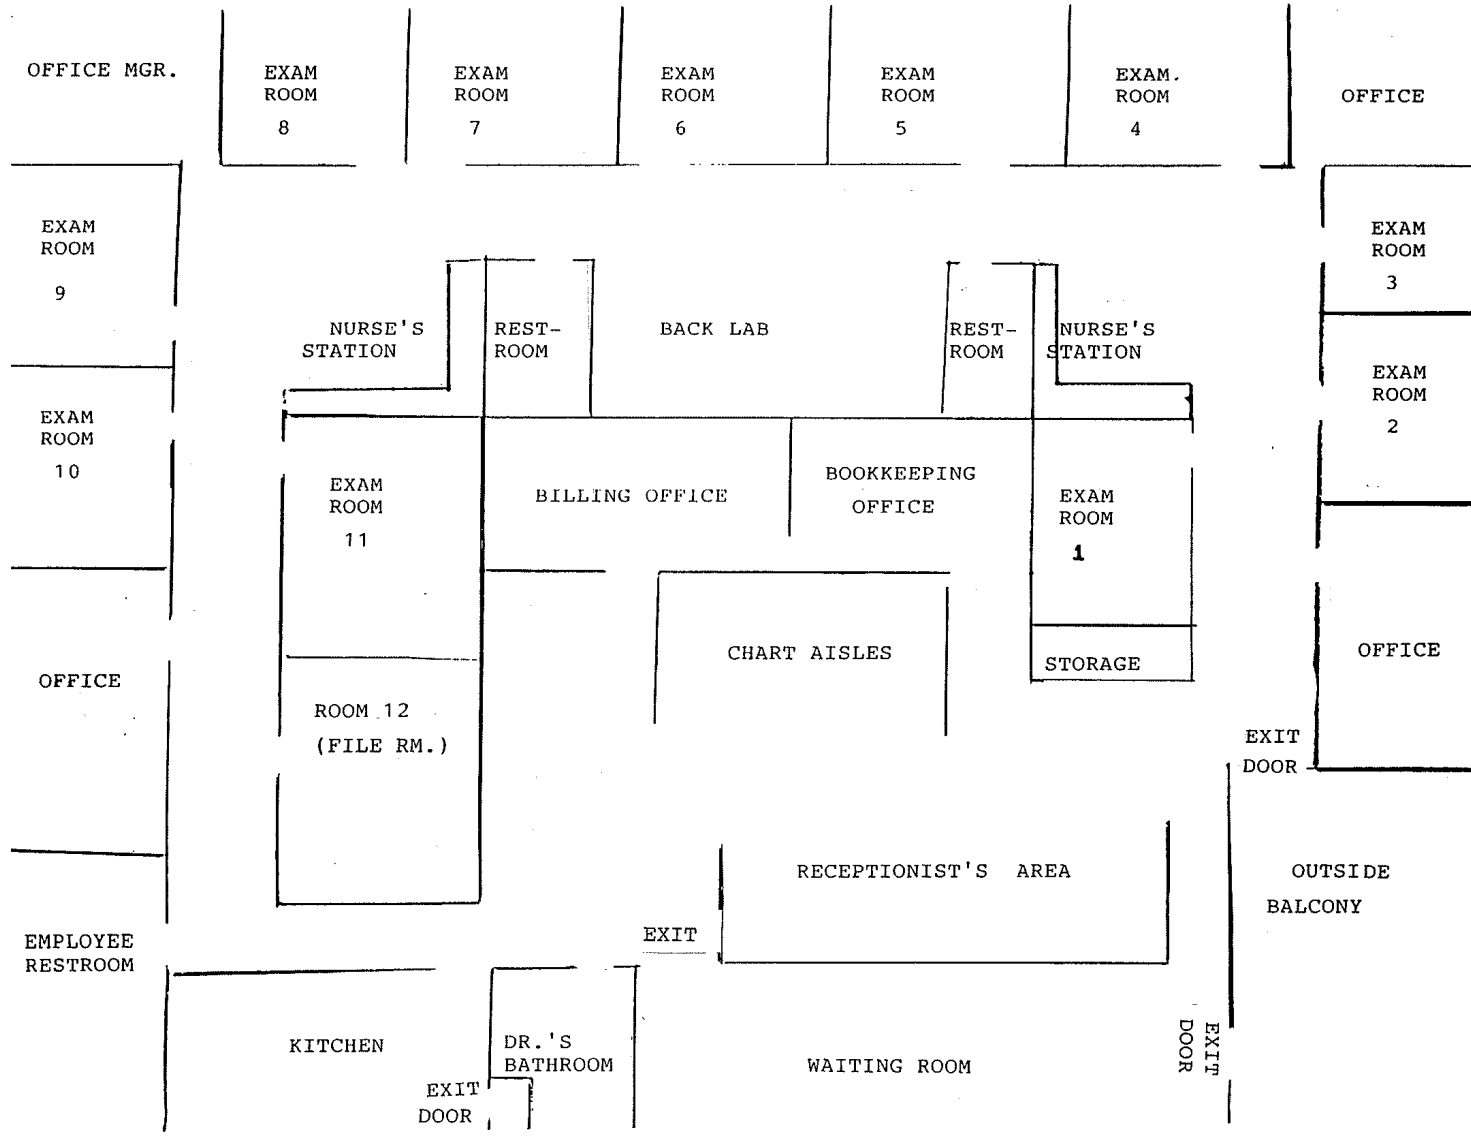 OFFICE MGR.
EXAM
ROOM
8
EXAM
ROOM
7
EXAM
ROOM
6
EXAM
ROOM
5
EXAM.
ROOM
4
OFFICE
EXAM
ROOM
9
EXAM
ROOM
3
NURSE'S
STATION
REST-
ROOM
BACK LAB
REST-
ROOM
NURSE'S
STATION
EXAM
ROOM
2
EXAM
ROOM
10
EXAM
ROOM
11
BILLING OFFICE
BOOKKEEPING
OFFICE
EXAM
ROOM
1
OFFICE
CHART AISLES
STORAGE
OFFICE
ROOM 12
(FILE RM.)
EXIT
DOOR
RECEPTIONIST'S AREA
OUTSIDE
BALCONY
EMPLOYEE
RESTROOM
EXIT
KITCHEN
DR.'S
BATHROOM
WAITING ROOM
EXIT
DOOR
EXIT
DOOR